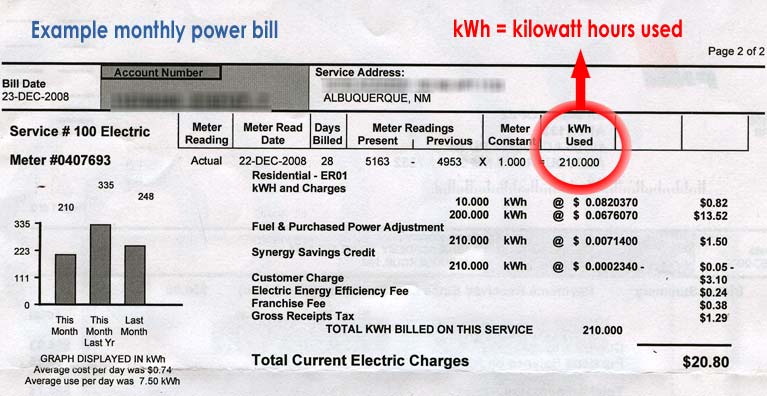 Example monthly power bill
kWh = kilowatt hours used
Page 2 of 2
Bill Date
23-DEC-2008
Account Number
Service Address:
ALBUQUERQUE, NM
Service # 100 Electric
Meter #0407693
Meter Reading Meter Read Date Days Billed Meter Readings Present Previous Meter Constant kWh Used
Actual 22-DEC-2008 28 5163 - 4953 X 1.000 = 210.000
Residential - ER01
kWH and Charges
10.000 kWh @ $ 0.0820370 $0.82
200.000 kWh @ $ 0.0676070 $13.52
Fuel & Purchased Power Adjustment
210.000 kWh @ $ 0.0071400 $1.50
Synergy Savings Credit
210.000 kWh @ $ 0.0002340 - $0.05 -
Customer Charge $3.10
Electric Energy Efficiency Fee $0.24
Franchise Fee $0.38
Gross Receipts Tax $1.29
TOTAL KWH BILLED ON THIS SERVICE 210.000
Total Current Electric Charges $20.80
210 335 248
335
223
111
0
This Month This Month Last Yr Last Month
GRAPH DISPLAYED IN kWh
Average cost per day was $0.74
Average use per day was 7.50 kWh